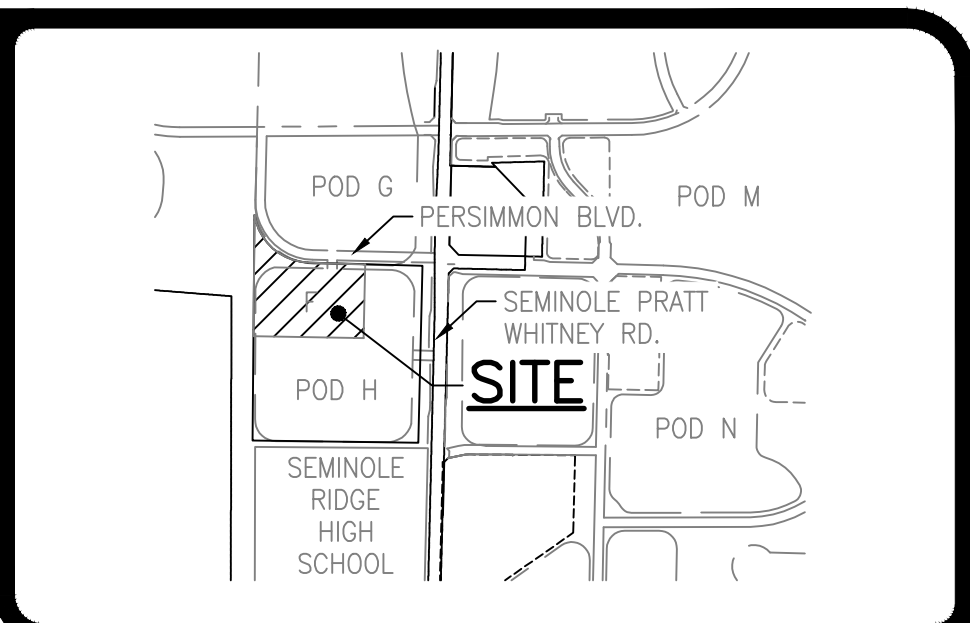 POD G
POD M
PERSIMMON BLVD.
F
SEMINOLE PRATT
WHITNEY RD.
SITE
POD H
POD N
SEMINOLE
RIDGE
HIGH
SCHOOL